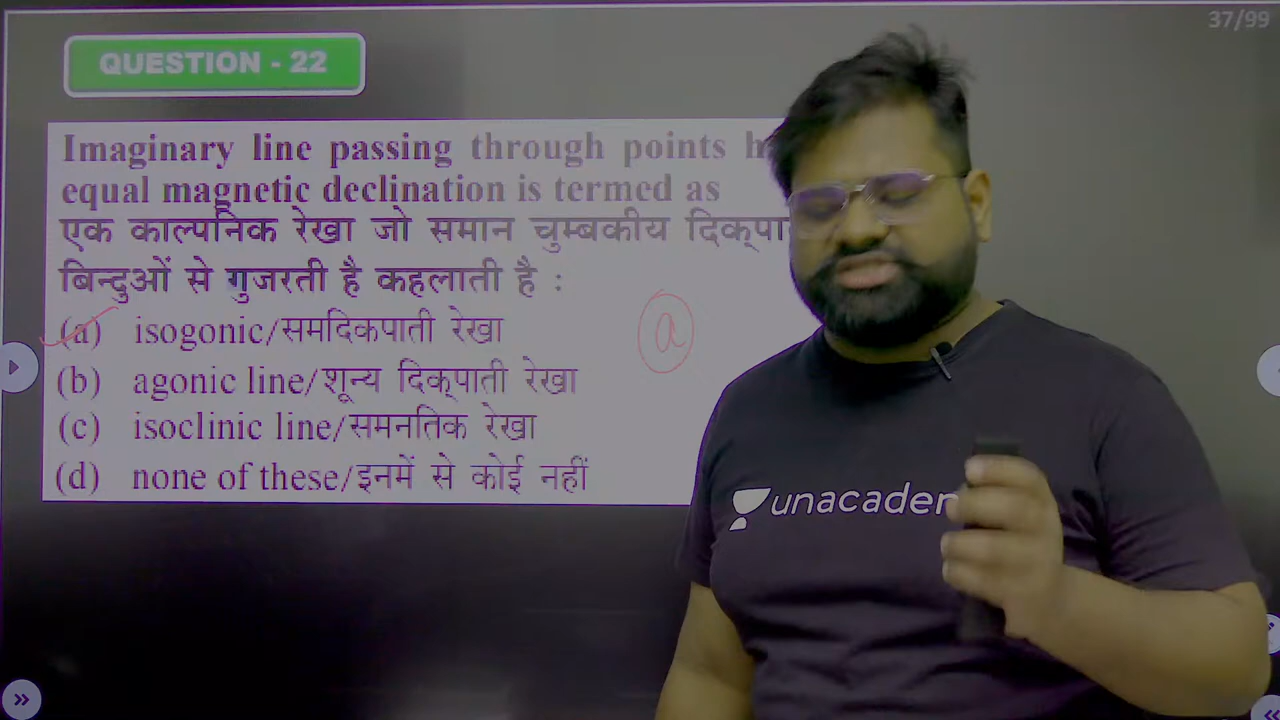 37/99
QUESTION - 22
Imaginary line passing through points
equal magnetic declination is termed as
एक काल्पनिक रेखा जो समान चुम्बकीय
बिन्दुओं से गुजरती है कहलाती है :
(a) isogonic/समदिकपाती रेखा
a
(b) agonic line/शून्य दिक्पाती रेखा
(c) isoclinic line/समनतिक रेखा
(d) none of these/इनमें से कोई नहीं